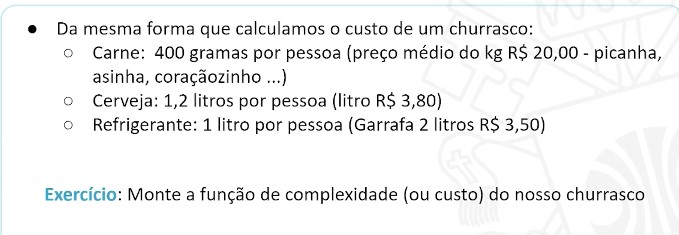 ● Da mesma forma que calculamos o custo de um churrasco:
○ Carne: 400 gramas por pessoa (preço médio do kg R$ 20,00 - picanha,
asinha, coraçãozinho ...)
○ Cerveja: 1,2 litros por pessoa (litro R$ 3,80)
○ Refrigerante: 1 litro por pessoa (Garrafa 2 litros R$ 3,50)
Exercício: Monte a função de complexidade (ou custo) do nosso churrasco